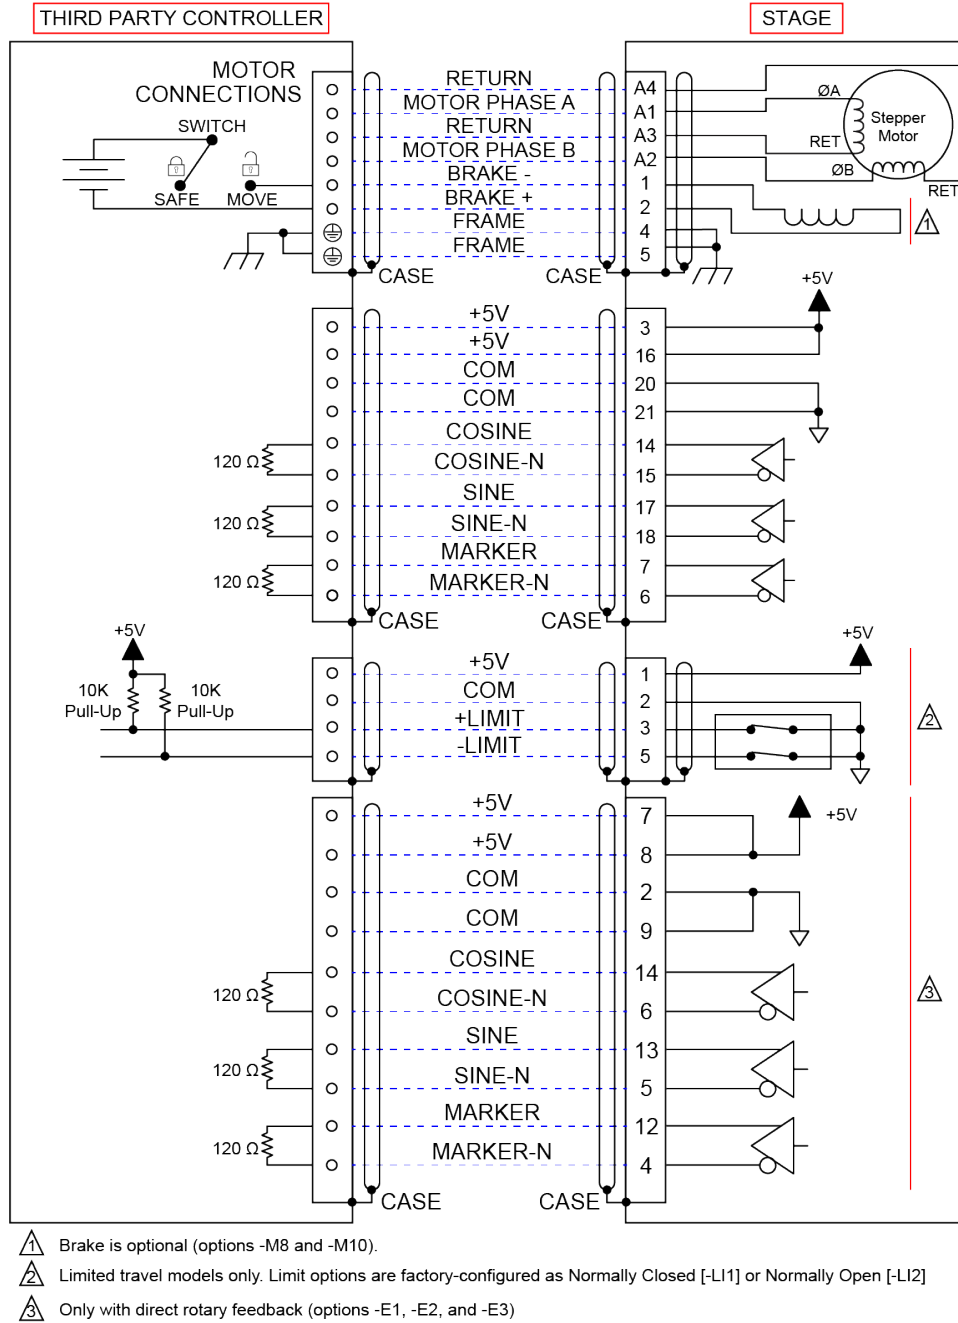 THIRD PARTY CONTROLLER
STAGE
MOTOR
CONNECTIONS
SWITCH
SAFE
MOVE
RETURN
MOTOR PHASE A
RETURN
MOTOR PHASE B
BRAKE -
BRAKE +
FRAME
FRAME
CASE
CASE
A4
A1
A3
A2
1
2
4
5
ØA
RET
ØB
RET
Stepper
Motor
1
+5V
+5V
+5V
COM
COM
COSINE
COSINE-N
SINE
SINE-N
MARKER
MARKER-N
CASE
CASE
3
16
20
21
14
15
17
18
7
6
120 Ω
120 Ω
120 Ω
+5V
10K
Pull-Up
10K
Pull-Up
+5V
COM
+LIMIT
-LIMIT
1
2
3
5
+5V
2
+5V
+5V
COM
COM
COSINE
COSINE-N
SINE
SINE-N
MARKER
MARKER-N
CASE
CASE
7
8
2
9
14
6
13
5
12
4
+5V
120 Ω
120 Ω
120 Ω
3
1 Brake is optional (options -M8 and -M10).
2 Limited travel models only. Limit options are factory-configured as Normally Closed [-LI1] or Normally Open [-LI2]
3 Only with direct rotary feedback (options -E1, -E2, and -E3)